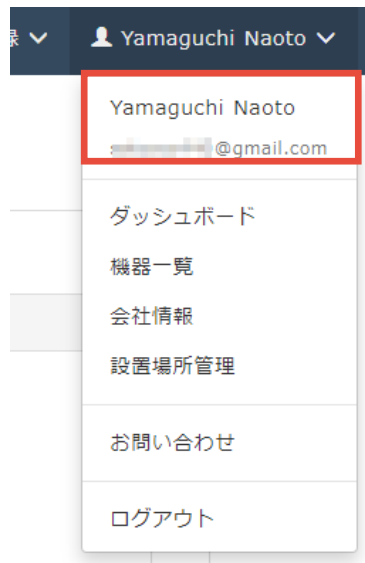 Yamaguchi Naoto
Yamaguchi Naoto
@gmail.com
ダッシュボード
機器一覧
会社情報
設置場所管理
お問い合わせ
ログアウト